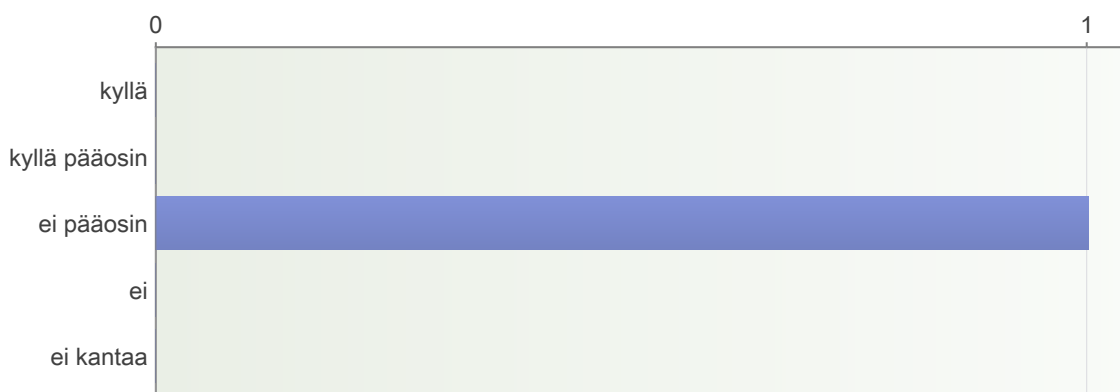 0 1
kyllä
kyllä pääosin
ei pääosin
ei
ei kantaa